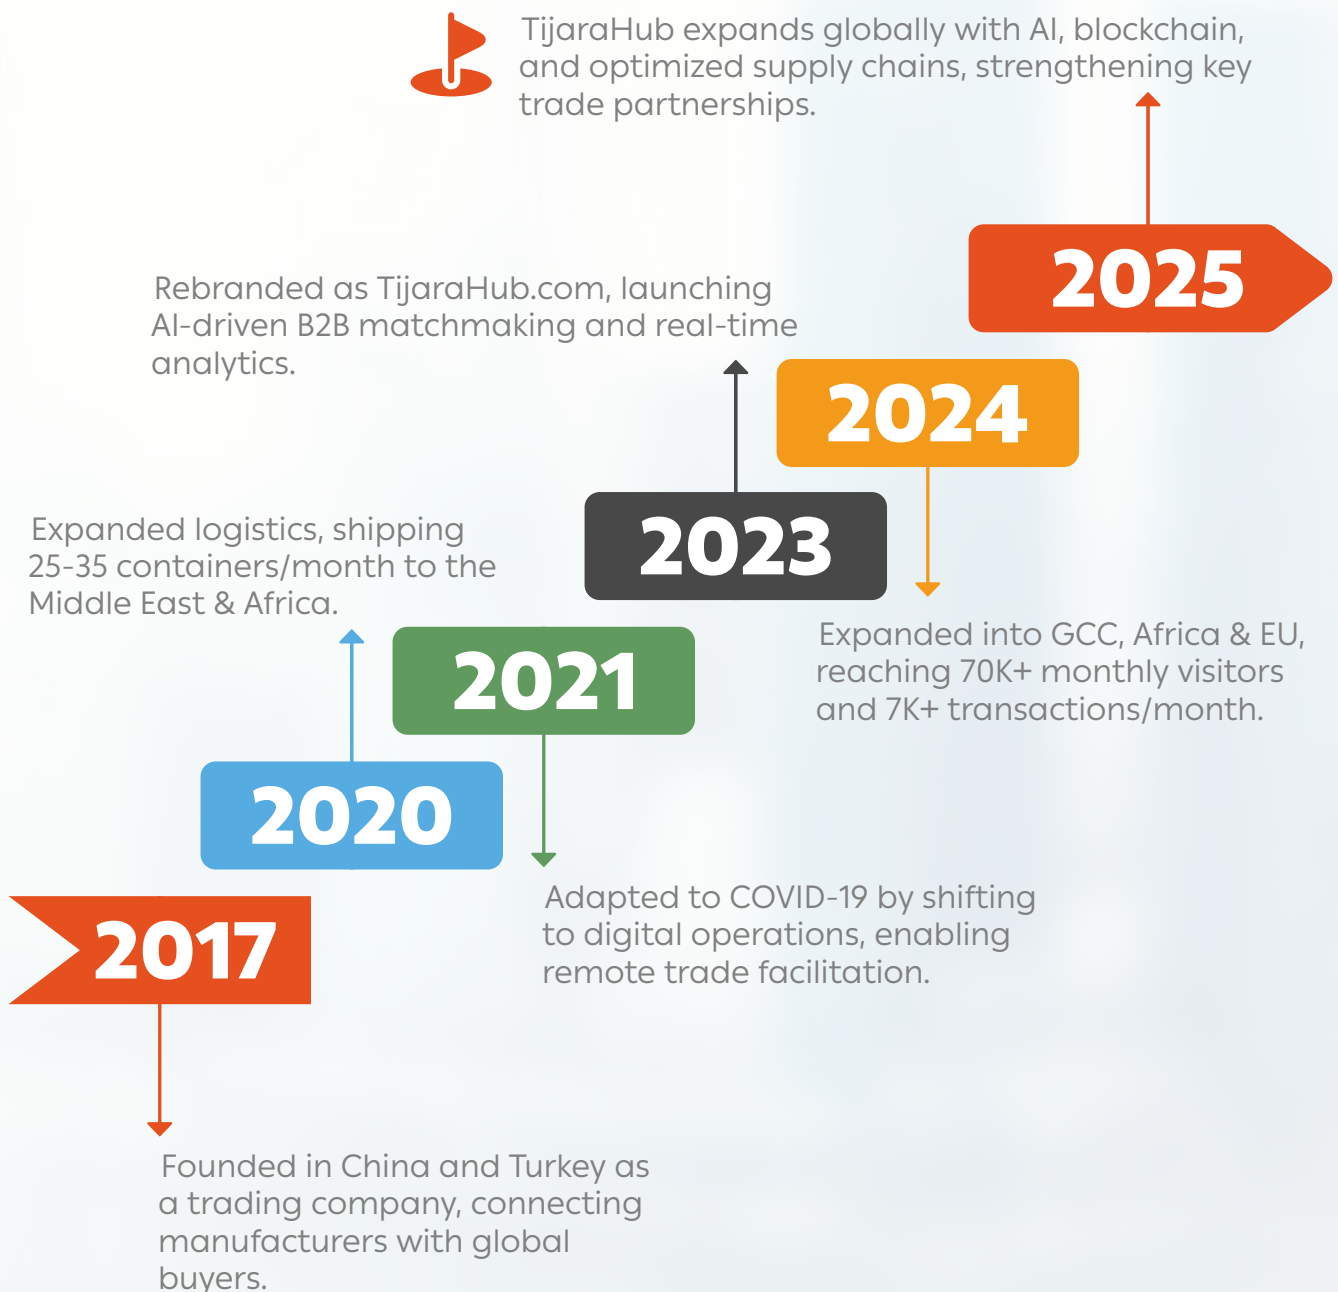 TijaraHub expands globally with AI, blockchain,
and optimized supply chains, strengthening key
trade partnerships.
2025
Rebranded as TijaraHub.com, launching
AI-driven B2B matchmaking and real-time
analytics.
2024
2023
Expanded logistics, shipping
25-35 containers/month to the
Middle East & Africa.
Expanded into GCC, Africa & EU,
reaching 70K+ monthly visitors
and 7K+ transactions/month.
2021
2020
Adapted to COVID-19 by shifting
to digital operations, enabling
remote trade facilitation.
2017
Founded in China and Turkey as
a trading company, connecting
manufacturers with global
buyers.